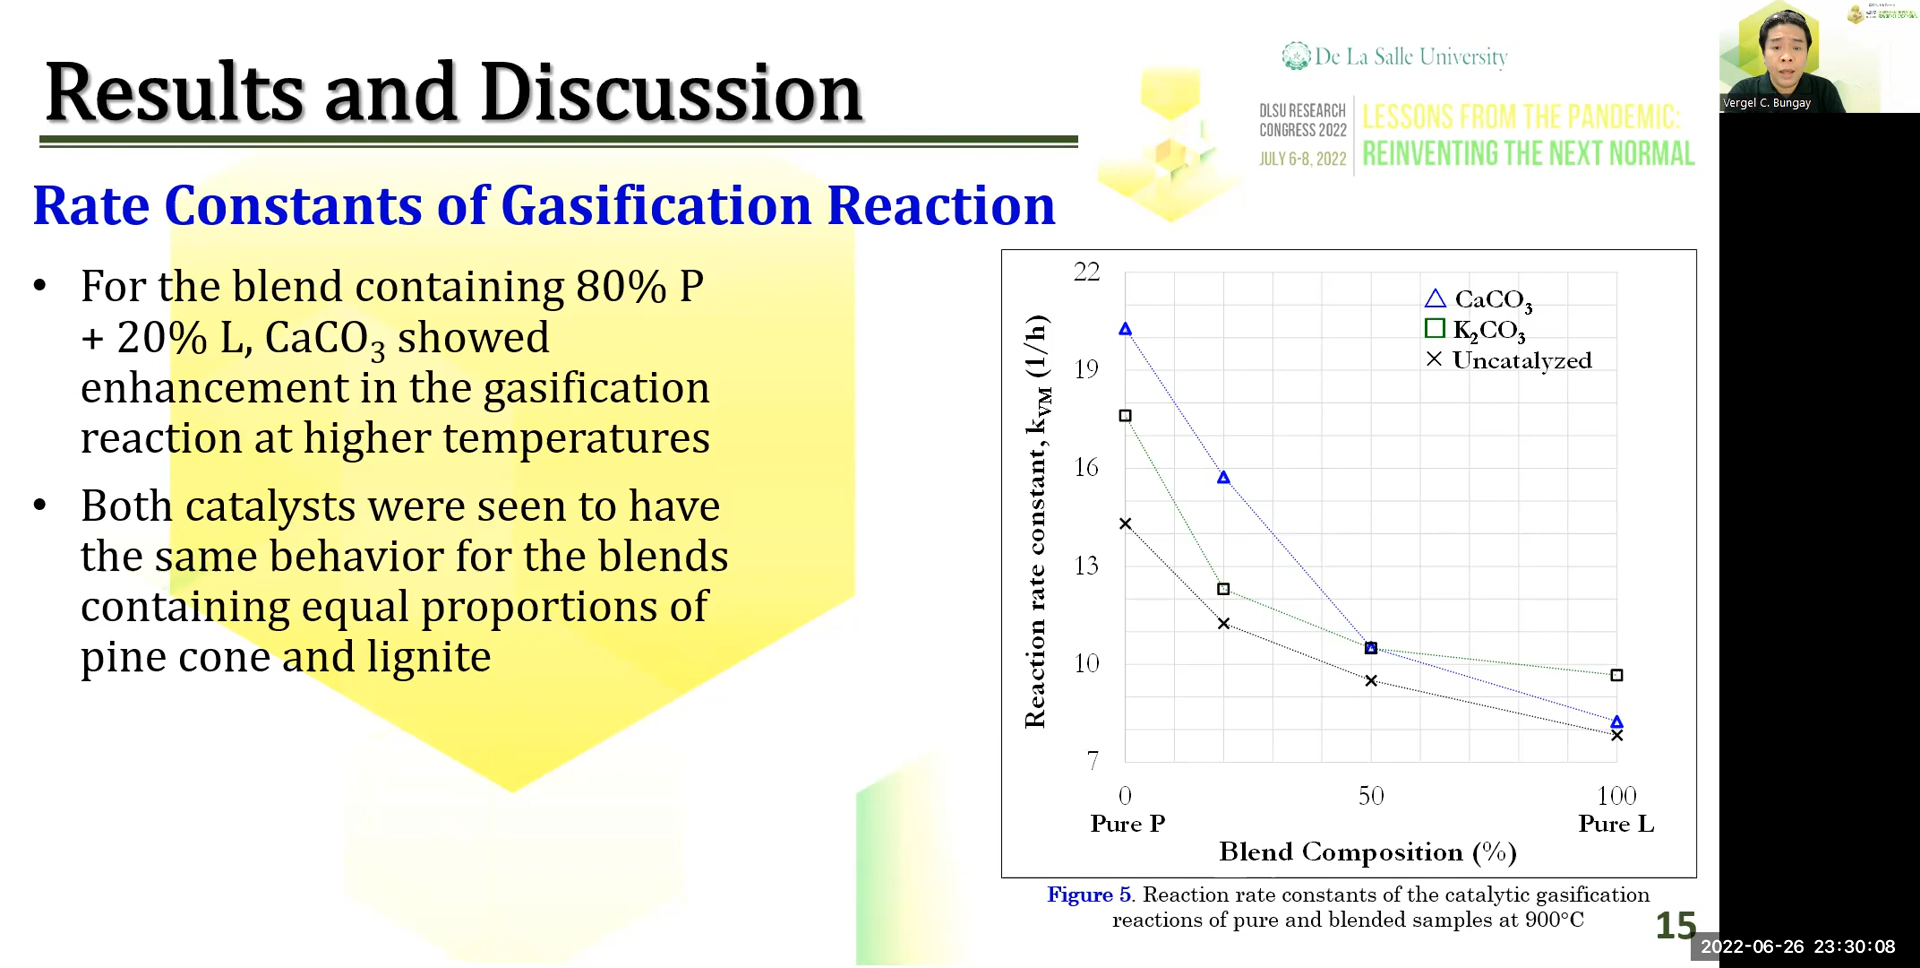 Results and Discussion
De La Salle University
DLSU RESEARCH
CONGRESS 2022
JULY 6-8, 2022
LESSONS FROM THE PANDEMIC:
REINVENTING THE NEXT NORMAL
Vergel C. Bungay
Rate Constants of Gasification Reaction
• For the blend containing 80% P
+ 20% L, CaCO₃ showed
enhancement in the gasification
reaction at higher temperatures
• Both catalysts were seen to have
the same behavior for the blends
containing equal proportions of
pine cone and lignite
22
19
16
13
10
7
Reaction rate constant, kVM (1/h)
CaCO₃
K₂CO₃
Uncatalyzed
0
50
100
Pure P
Pure L
Blend Composition (%)
Figure 5. Reaction rate constants of the catalytic gasification
reactions of pure and blended samples at 900°C
15
2022-06-26 23:30:08